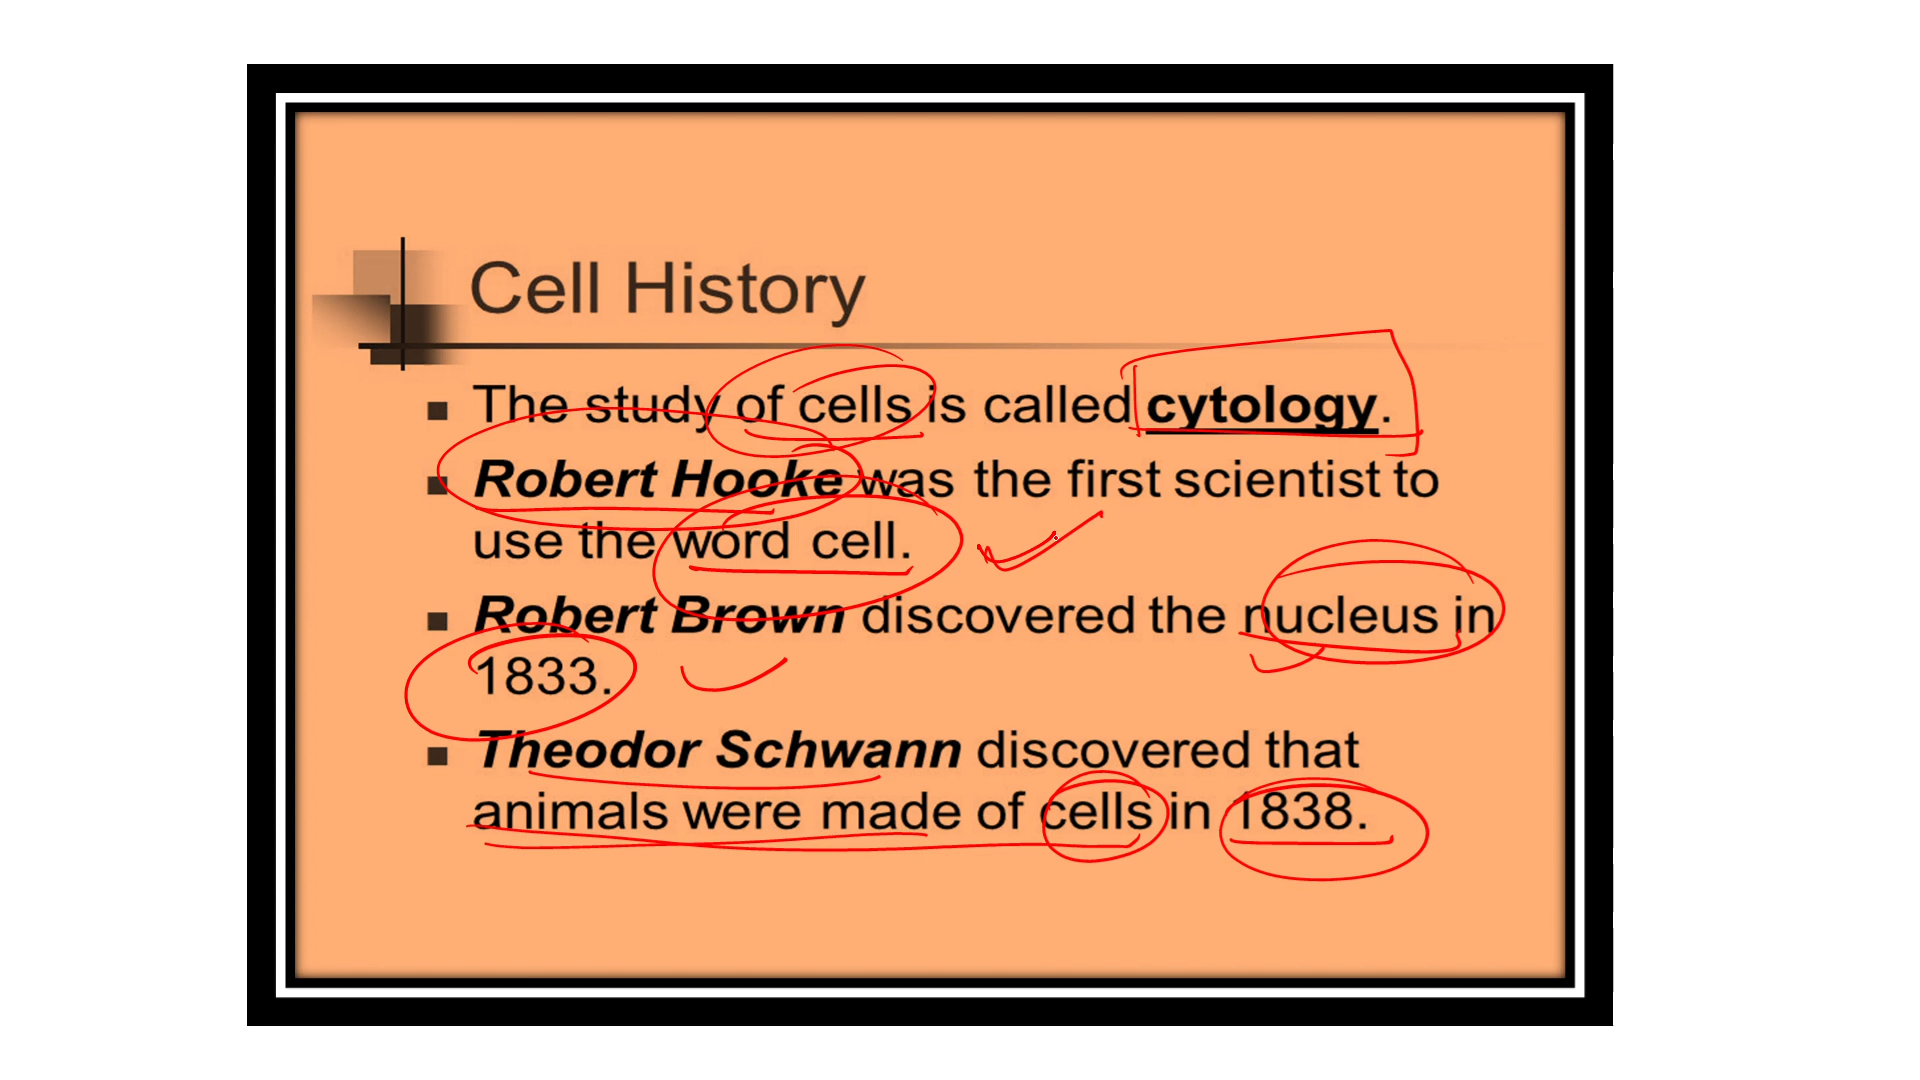 Cell History
The study of cells is called cytology.
Robert Hooke was the first scientist to
use the word cell.
Robert Brown discovered the nucleus in
1833.
Theodor Schwann discovered that
animals were made of cells in 1838.